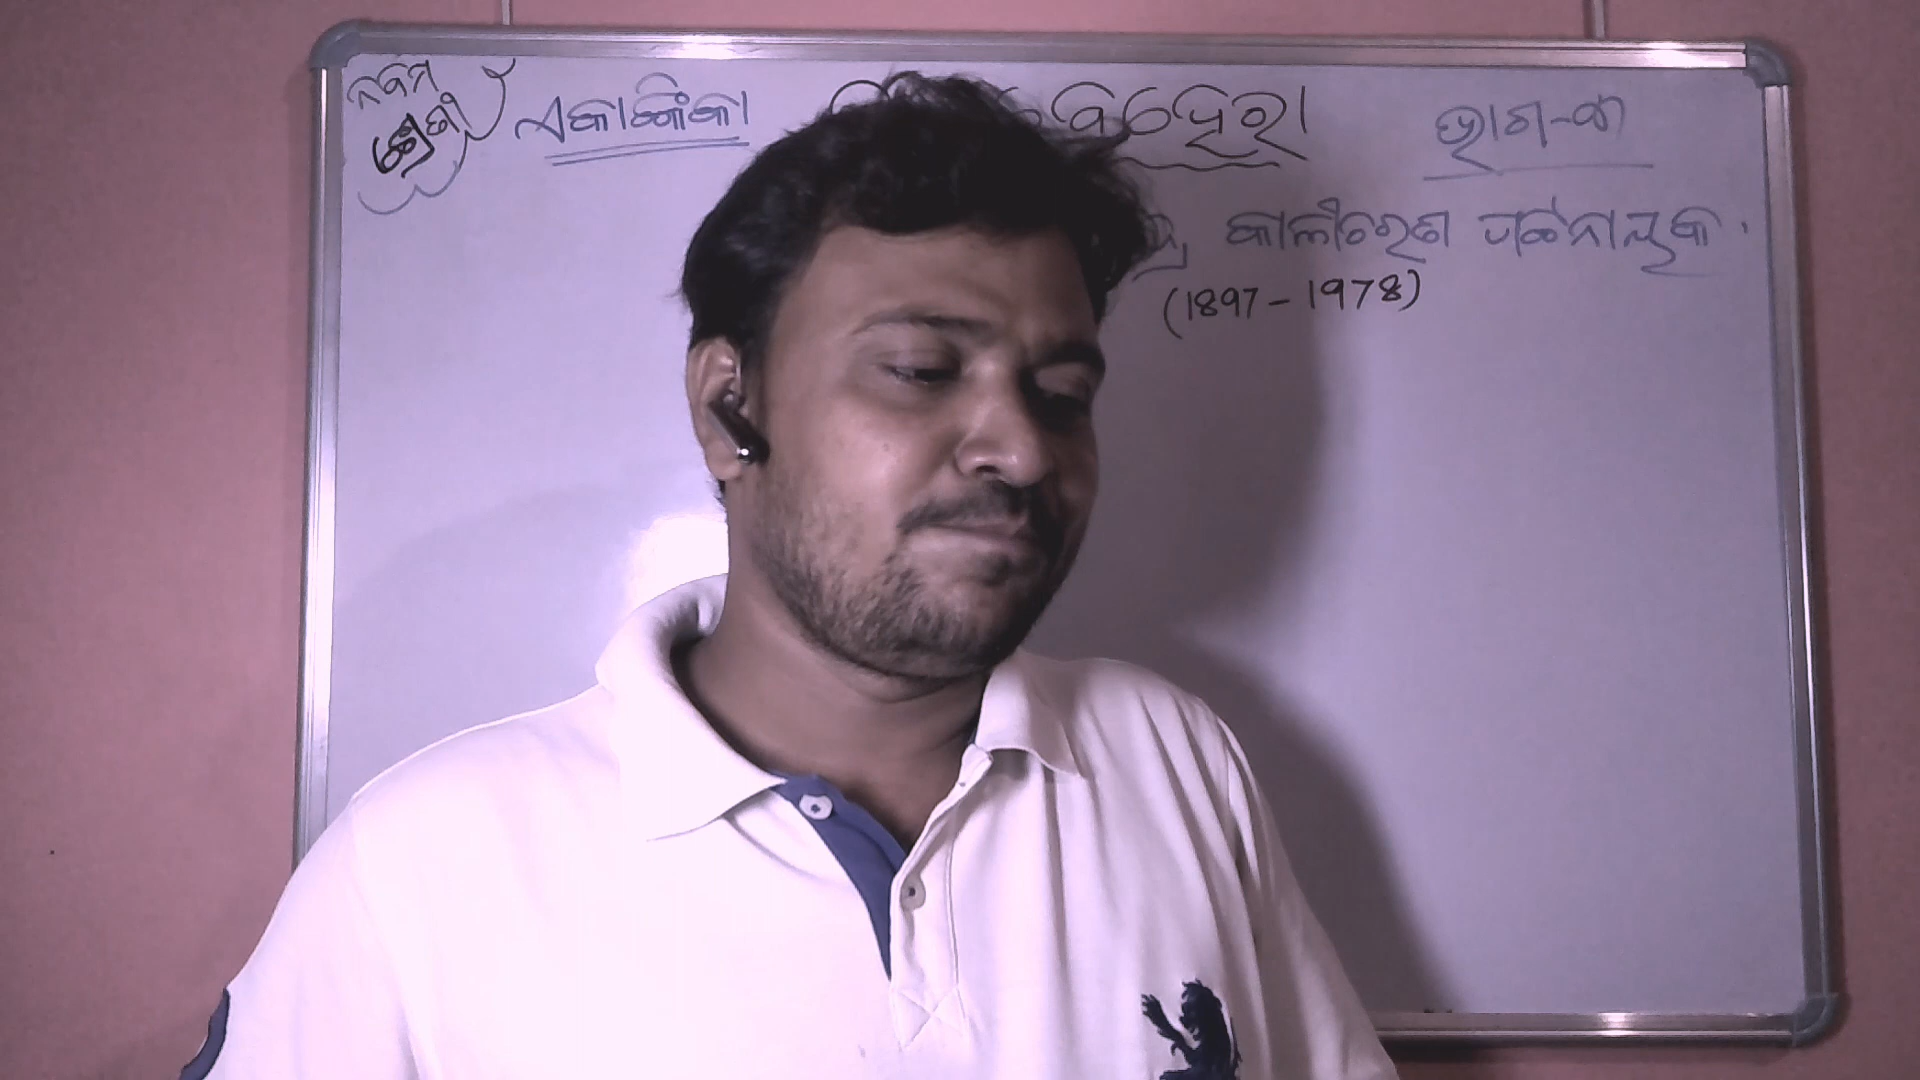 ନବମ
ଶ୍ରେଣୀ
ଏକାଙ୍କିକା
ବେହେରା
ଭାଗ-୩
କାଳୀଚରଣ ପଟ୍ଟନାୟକ.
(1897-1978)